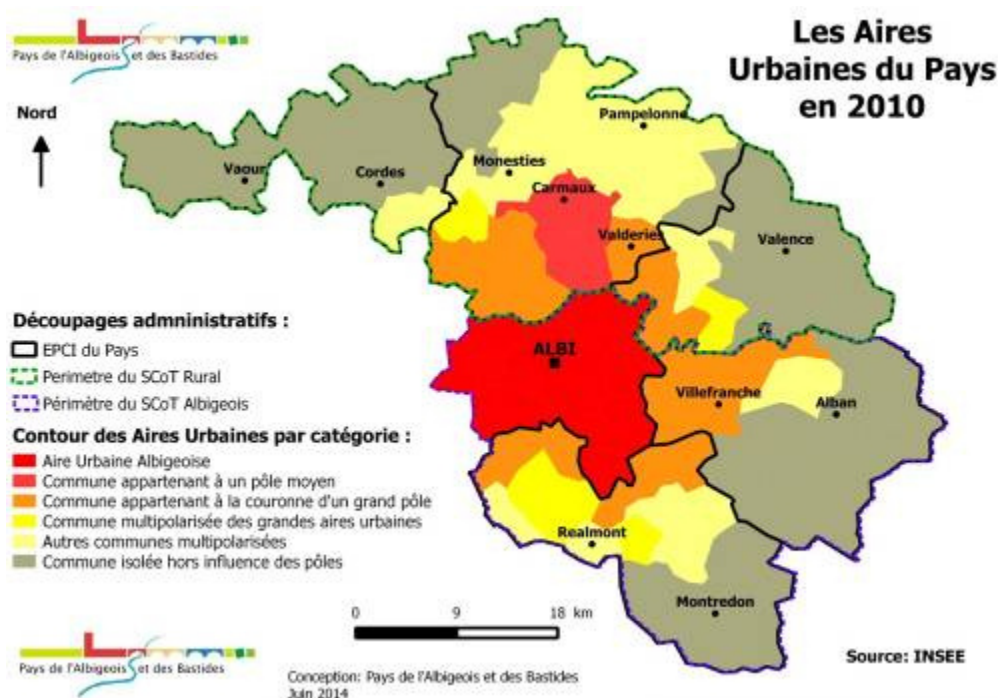 Pays de l'Albigeois et des Bastides
Les Aires
Urbaines du Pays
en 2010
Nord
Pampelonne
Vaour
Cordes
Monesties
Carmaux
Valderies
Valence
Découpages admninistratifs :
EPCI du Pays
Perimetre du SCoT Rural
Périmètre du SCoT Albigeois
ALBI
Villefranche
Alban
Contour des Aires Urbaines par catégorie :
Aire Urbaine Albigeoise
Commune appartenant à un pôle moyen
Commune appartenant à la couronne d'un grand pôle
Commune multipolarisée des grandes aires urbaines
Autres communes multipolarisées
Commune isolée hors influence des pôles
Realmont
Montredon
0 9 18 km
Pays de l'Albigeois et des Bastides
Conception: Pays de l'Albigeois et des Bastides
Juin 2014
Source: INSEE